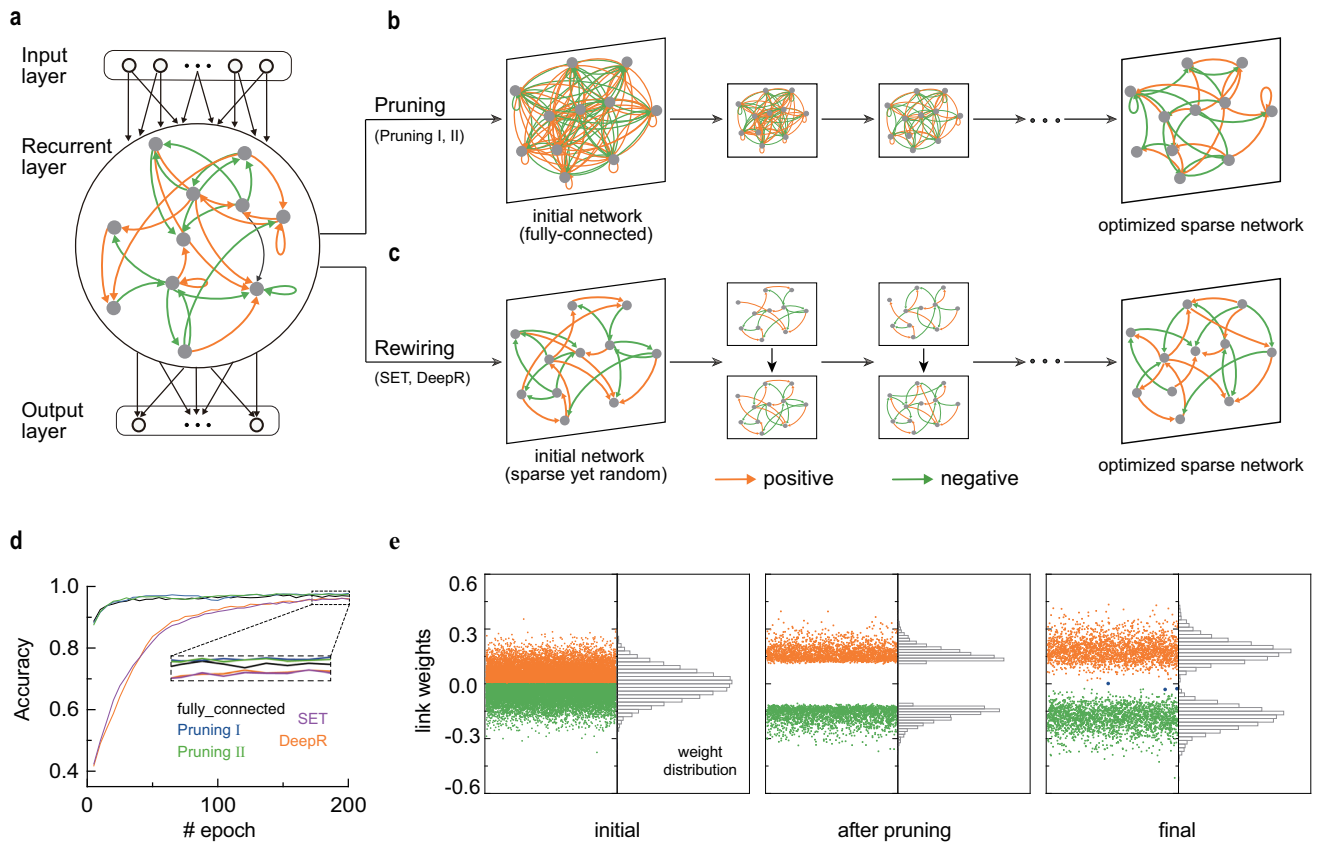 a
Input
layer
Recurrent
layer
Output
layer
b
Pruning
(Pruning I, II)
initial network
(fully-connected)
optimized sparse network
c
Rewiring
(SET, DeepR)
initial network
(sparse yet random)
positive
negative
optimized sparse network
d
Accuracy
1.0
0.8
0.6
0.4
fully_connected
Pruning I
Pruning II
SET
DeepR
0
100
200
# epoch
e
link weights
0.6
0.3
0.0
-0.3
-0.6
weight
distribution
initial
after pruning
final